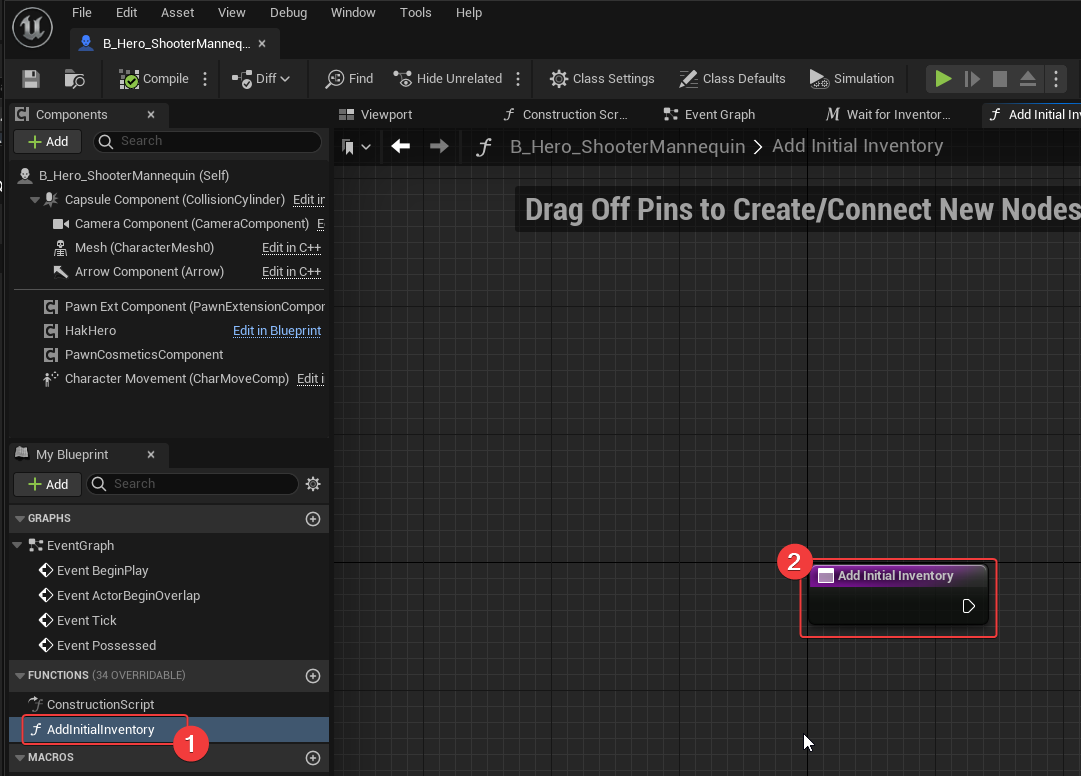 File Edit Asset View Debug Window Tools Help
B_Hero_ShooterMannequ...
Compile Diff Find Hide Unrelated Class Settings Class Defaults Simulation
Components Viewport Construction Scr... Event Graph Wait for Inventor... Add Initial In
Add Search B_Hero_ShooterMannequin > Add Initial Inventory
B_Hero_ShooterMannequin (Self)
Capsule Component (CollisionCylinder) Edit in
Drag Off Pins to Create/Connect New Nodes
Camera Component (CameraComponent) E
Mesh (CharacterMesh0) Edit in C++
Arrow Component (Arrow) Edit in C++
Pawn Ext Component (PawnExtensionCompor
HakHero Edit in Blueprint
PawnCosmeticsComponent
Character Movement (CharMoveComp) Edit i
My Blueprint
Add Search
GRAPHS
EventGraph
Event BeginPlay
Event ActorBeginOverlap
Event Tick
Event Possessed
FUNCTIONS (34 OVERRIDABLE)
ConstructionScript
AddInitialInventory
1
MACROS
2
Add Initial Inventory